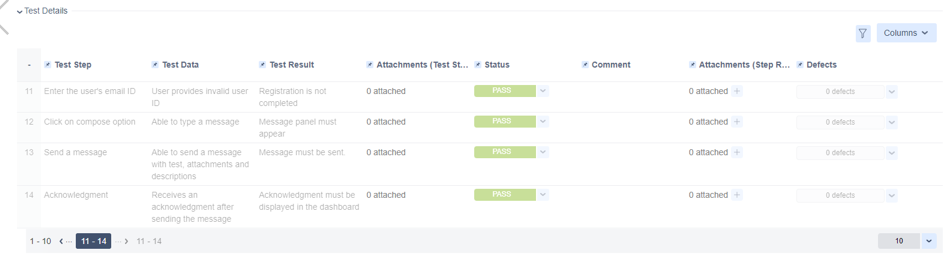 Test Details
Columns
- Test Step Test Data Test Result Attachments (Test St... Status Comment Attachments (Step R... Defects
11 Enter the user's email ID User provides invalid user Registration is not 0 attached PASS 0 attached + 0 defects
ID completed
12 Click on compose option Able to type a message Message panel must 0 attached PASS 0 attached + 0 defects
appear
13 Send a message Able to send a message Message must be sent. 0 attached PASS 0 attached + 0 defects
with test, attachments and
descriptions
14 Acknowledgment Receives an Acknowledgment must be 0 attached PASS 0 attached + 0 defects
acknowledgment after displayed in the dashboard
sending the message
1 - 10 ... 11 - 14 ... 11 - 14 10